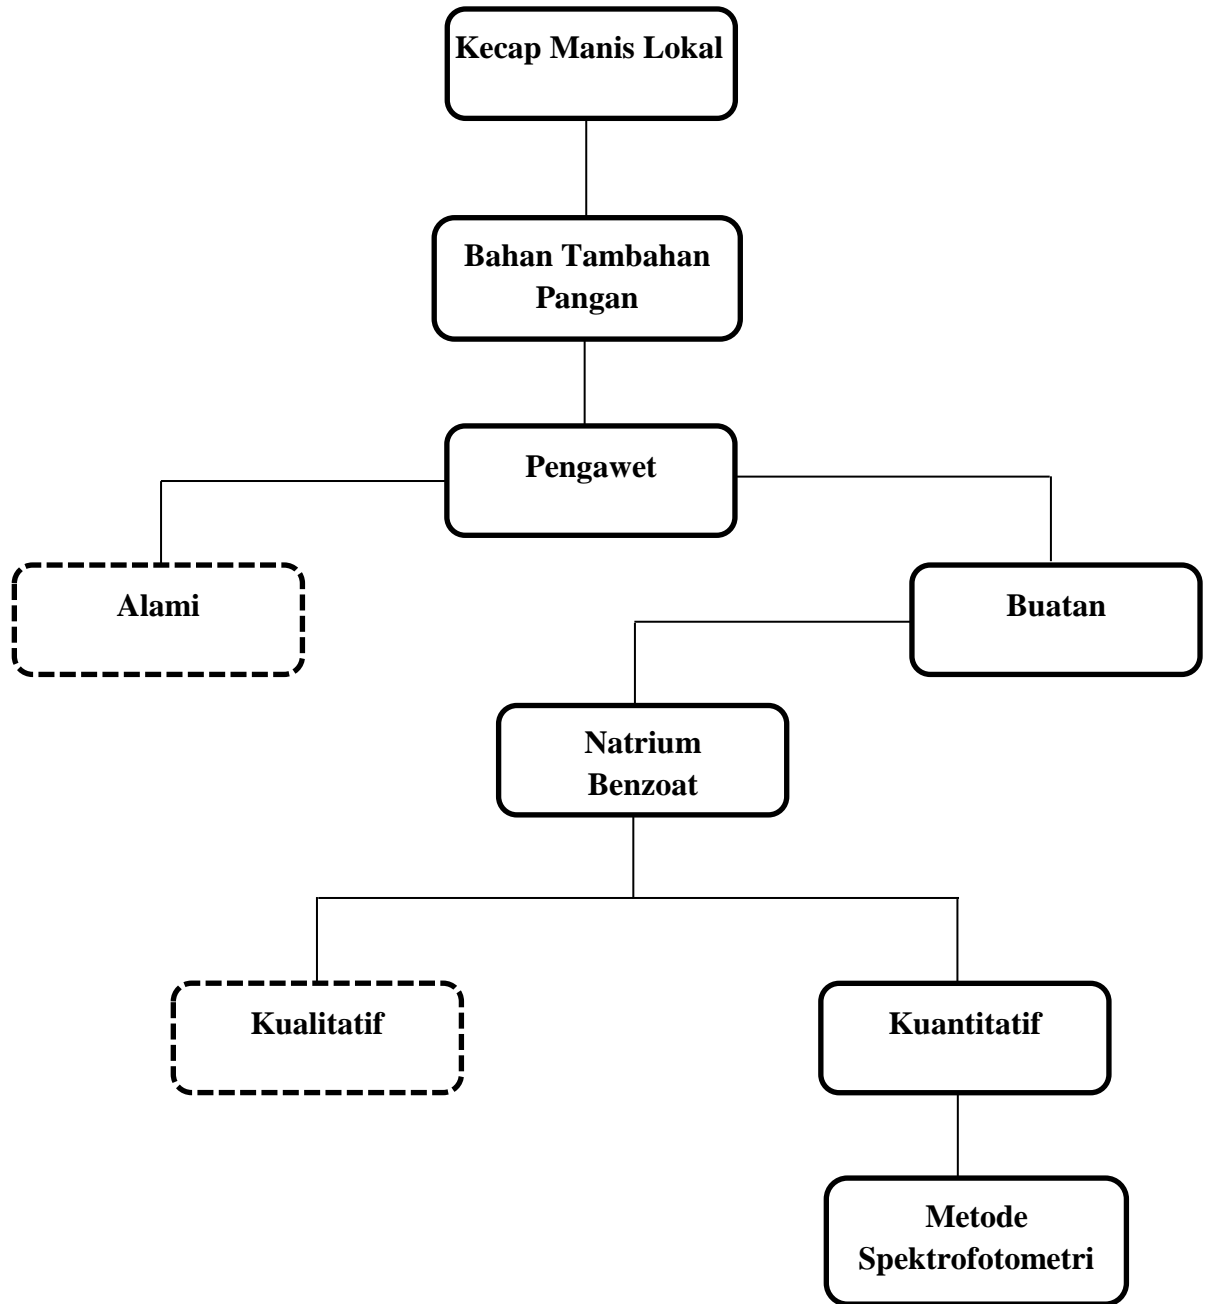 Kecap Manis Lokal
Bahan Tambahan
Pangan
Pengawet
Alami
Buatan
Natrium
Benzoat
Kualitatif
Kuantitatif
Metode
Spektrofotometri